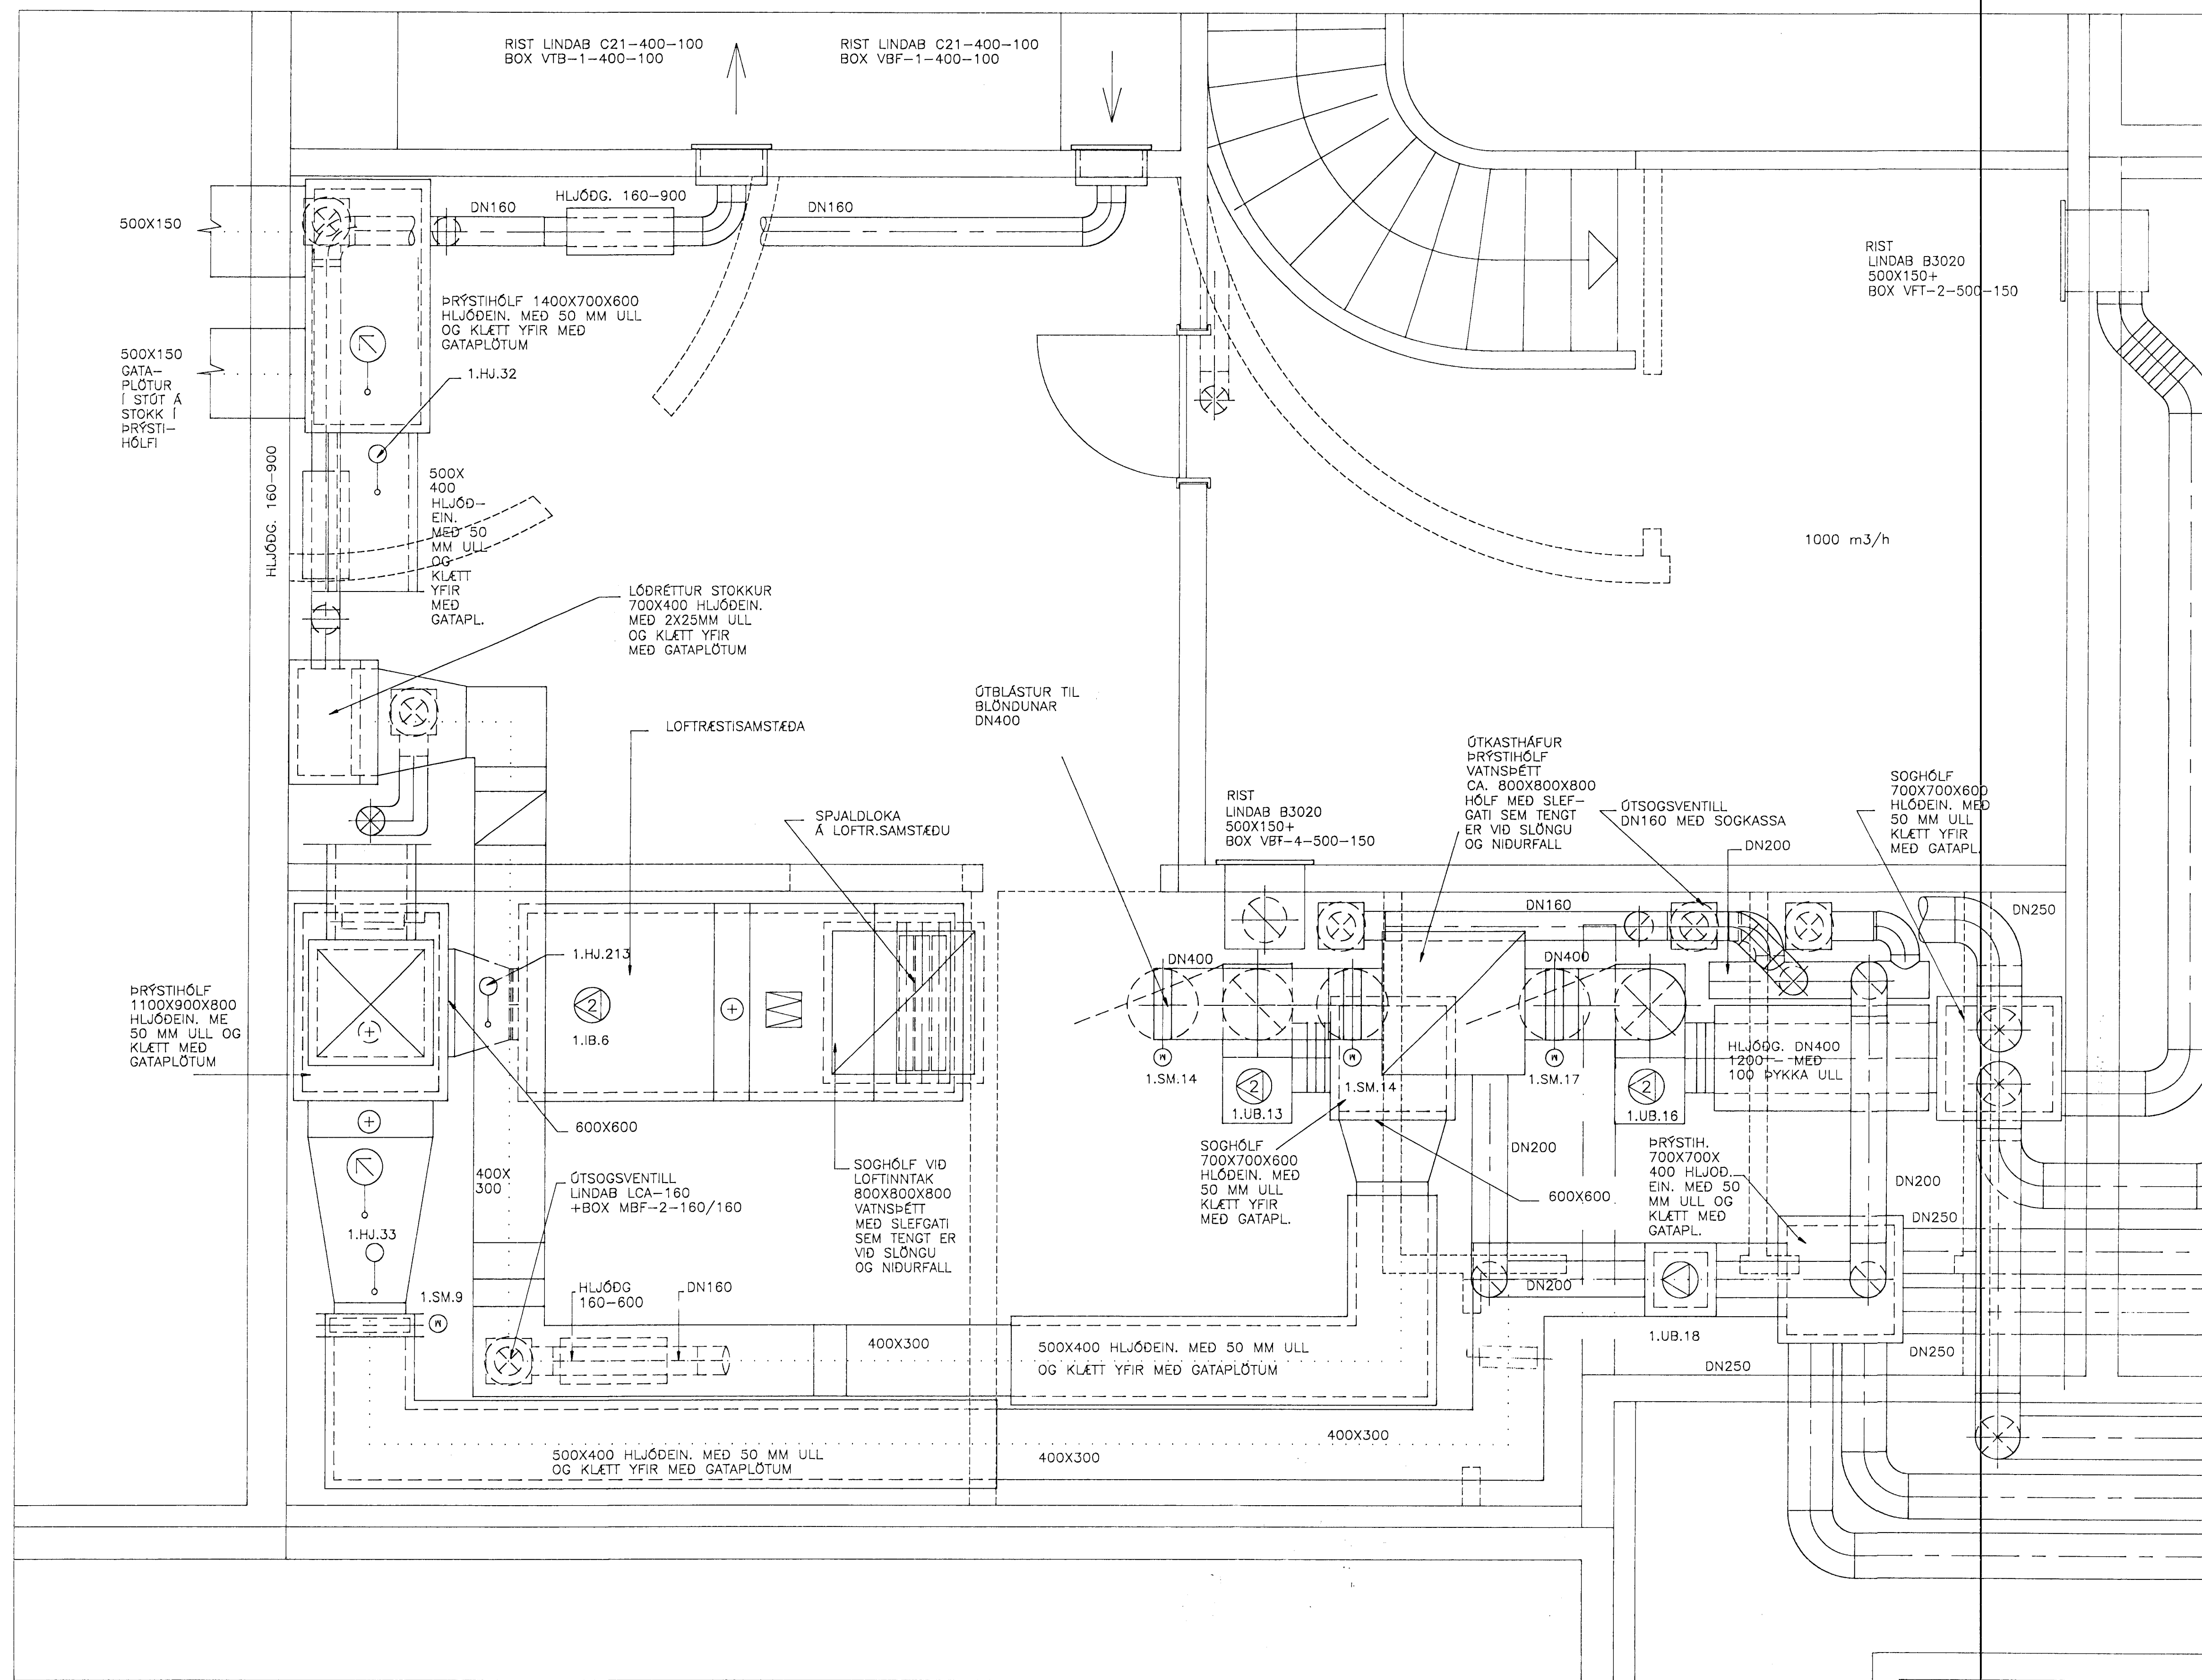 RIST LINDAB C21-400-100
BOX VTB-1-400-100
RIST LINDAB C21-400-100
BOX VBF-1-400-100
500X150
DN160
HLJÓÐG. 160-900
DN160
RIST
LINDAB B3020
500X150+
BOX VFT-2-500-150
ÞRÝSTIHÓLF 1400X700X600
HLJÓÐEIN. MEÐ 50 MM ULL
OG KLÆTT YFIR MEÐ
GATAPLÖTUM
500X150
GATA-
PLÖTUR
Í STÚT Á
STOKK Í
ÞRÝSTI-
HÓLFI
1.HJ.32
HLJÓÐG. 160-900
500X
400
HLJÓÐ-
EIN.
MEÐ 50
MM ULL
OG
KLÆTT
YFIR
MEÐ
GATAPL.
1000 m3/h
LÓÐRÉTTUR STOKKUR
700X400 HLJÓÐEIN.
MEÐ 2X25MM ULL
OG KLÆTT YFIR
MEÐ GATAPLÖTUM
LOFTRÆSTISAMSTÆÐA
ÚTBLÁSTUR TIL
BLÖNDUNAR
DN400
SPJALDLOKA
Á LOFTR.SAMSTÆÐU
RIST
LINDAB B3020
500X150+
BOX VBF-4-500-150
ÚTKASTHÁFUR
ÞRÝSTIHÓLF
VATNSÞÉTT
CA. 800X800X800
HÓLF MEÐ SLEF-
GATI SEM TENGT
ER VIÐ SLÖNGU
OG NIÐURFALL
ÚTSOGSVENTILL
DN160 MEÐ SOGKASSA
DN200
SOGHÓLF
700X700X600
HLÓÐEIN. MEÐ
50 MM ULL
KLÆTT YFIR
MEÐ GATAPL.
DN160
DN250
DN400
DN400
1.HJ.213
2
1.IB.6
ÞRÝSTIHÓLF
1100X900X800
HLJÓÐEIN. ME
50 MM ULL OG
KLÆTT MEÐ
GATAPLÖTUM
M
1.SM.14
M
1.SM.14
M
1.SM.17
2
1.UB.13
2
1.UB.16
HLJÓÐG. DN400
1200 - MEÐ
100 ÞYKKA ULL
600X600
400X
300
ÚTSOGSVENTILL
LINDAB LCA-160
+BOX MBF-2-160/160
SOGHÓLF VIÐ
LOFTINNTAK
800X800X800
VATNSÞÉTT
MEÐ SLEFGATI
SEM TENGT ER
VIÐ SLÖNGU
OG NIÐURFALL
SOGHÓLF
700X700X600
HLÓÐEIN. MEÐ
50 MM ULL
KLÆTT YFIR
MEÐ GATAPL.
DN200
600X600
ÞRÝSTIH.
700X700X
400 HLJOÐ.
EIN. MEÐ 50
MM ULL OG
KLÆTT MEÐ
GATAPL.
DN200
DN250
1.HJ.33
1.SM.9
M
HLJÓÐG
160-600
DN160
DN200
1.UB.18
DN250
DN250
400X300
500X400 HLJÓÐEIN. MEÐ 50 MM ULL
OG KLÆTT YFIR MEÐ GATAPLÖTUM
400X300
400X300
500X400 HLJÓÐEIN. MEÐ 50 MM ULL
OG KLÆTT YFIR MEÐ GATAPLÖTUM